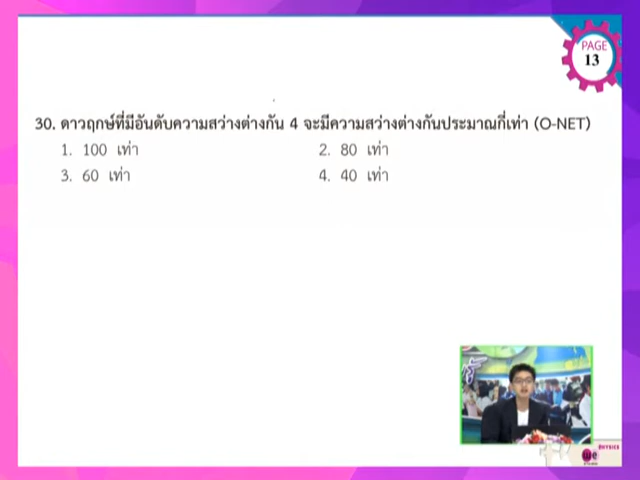 PAGE
13
30. ดาวฤกษ์ที่มีอันดับความสว่างต่างกัน 4 จะมีความสว่างต่างกันประมาณกี่เท่า (O-NET)
1. 100 เท่า
2. 80 เท่า
3. 60 เท่า
4. 40 เท่า
PHYSICS
we